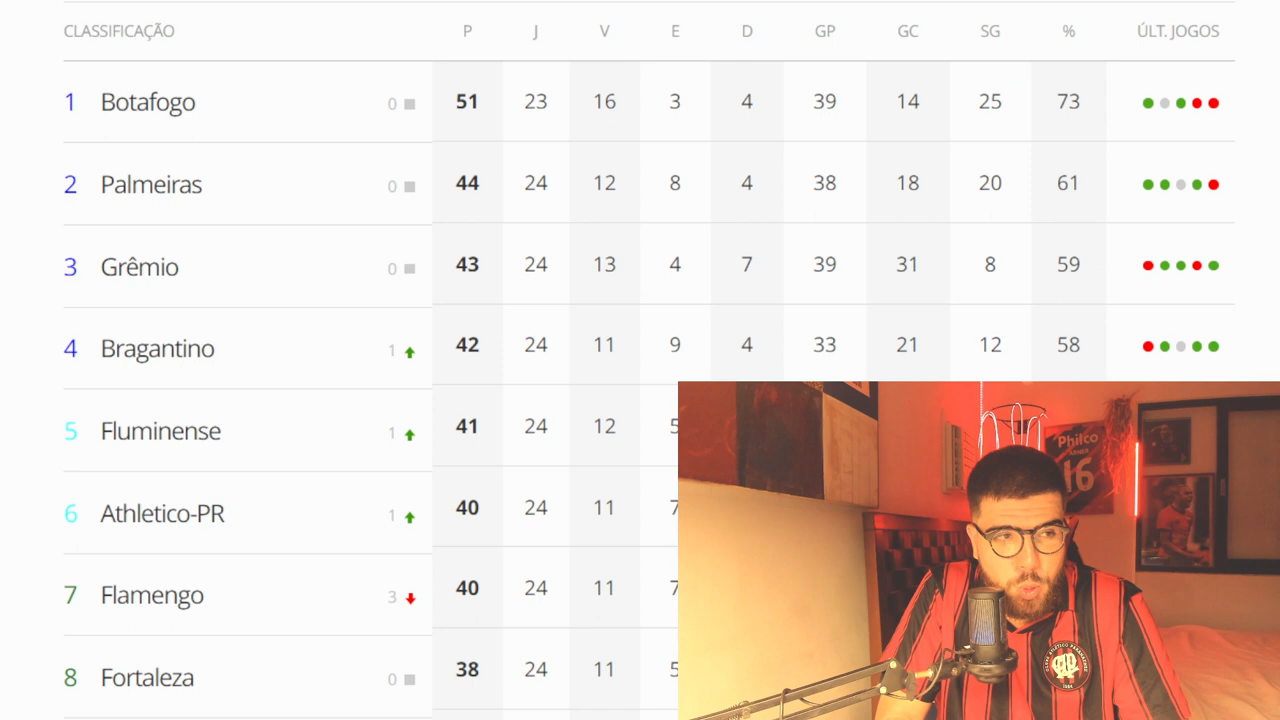 CLASSIFICAÇÃO P J V E D GP GC SG % ÚLT. JOGOS
1 Botafogo 0 51 23 16 3 4 39 14 25 73
2 Palmeiras 0 44 24 12 8 4 38 18 20 61
3 Grêmio 0 43 24 13 4 7 39 31 8 59
4 Bragantino 1 42 24 11 9 4 33 21 12 58
5 Fluminense 1 41 24 12 5
6 Athletico-PR 1 40 24 11 7
7 Flamengo 3 40 24 11 7
8 Fortaleza 0 38 24 11 5
Philco
16